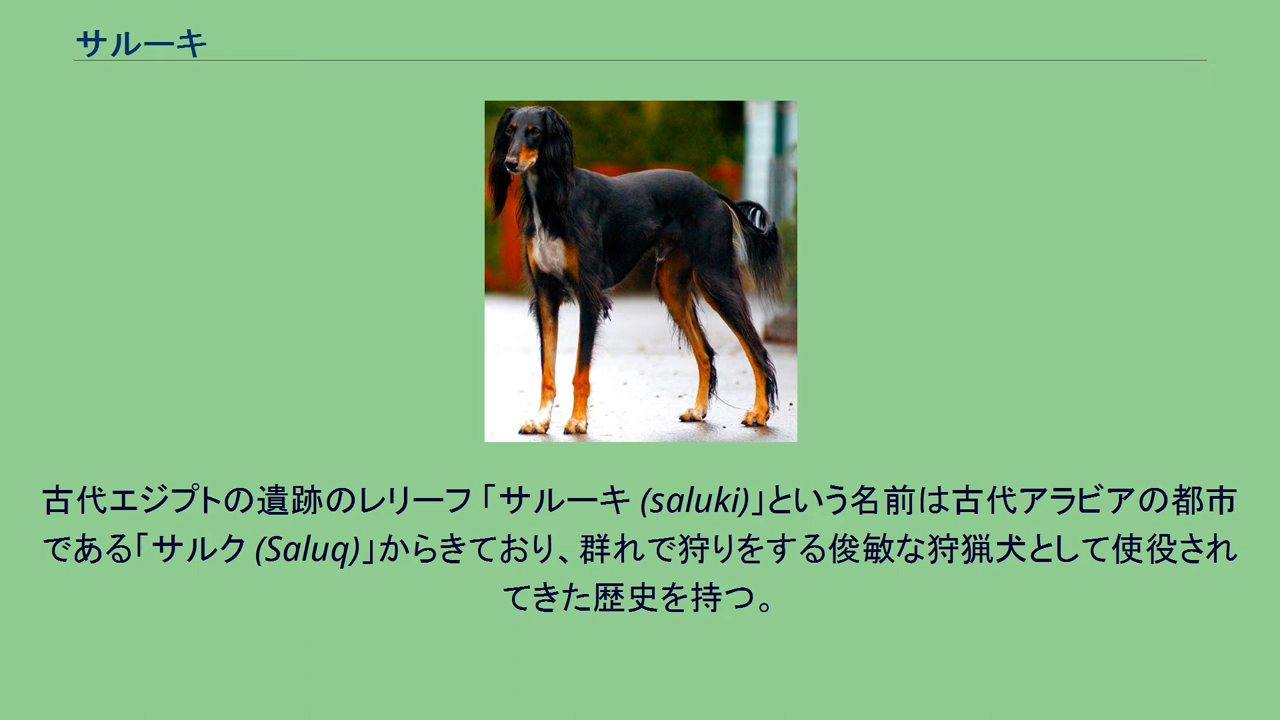 サルーキ
古代エジプトの遺跡のレリーフ「サルーキ (saluki)」という名前は古代アラビアの都市
である「サルク (Saluq)」からきており、群れで狩りをする俊敏な狩猟犬として使役され
てきた歴史を持つ。